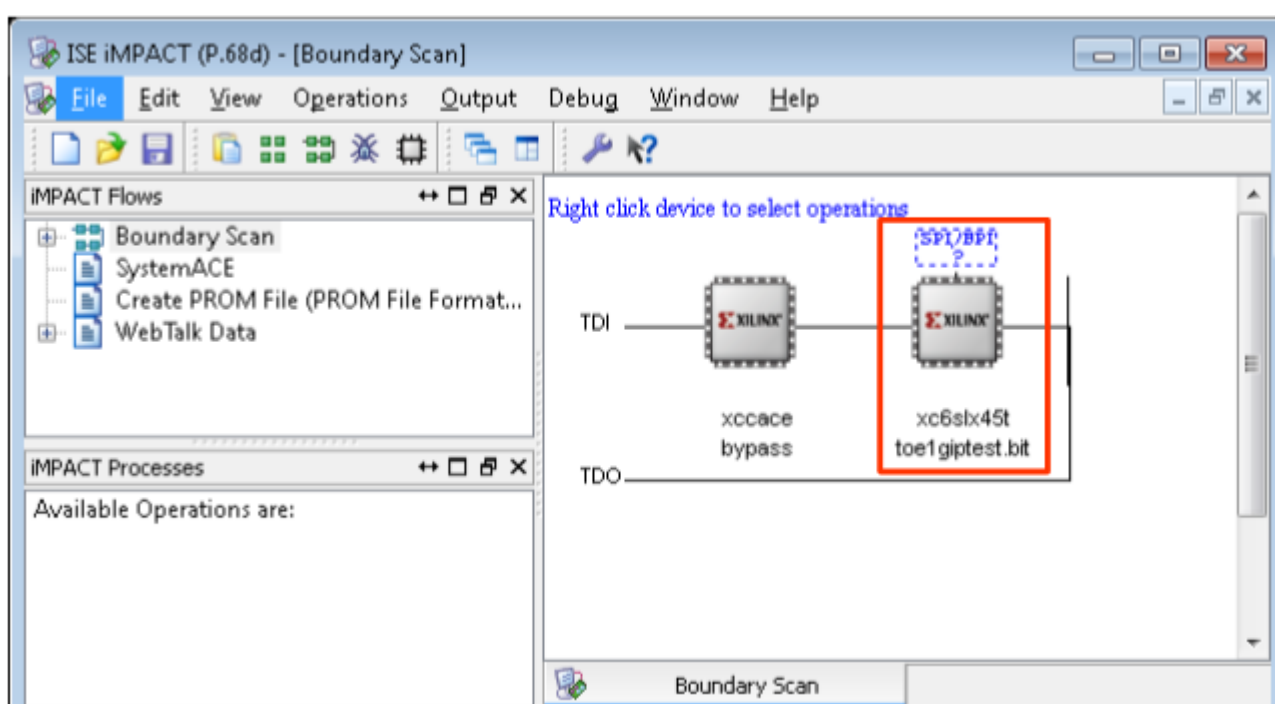 ISE iMPACT (P.68d) - [Boundary Scan]
File Edit View Operations Output Debug Window Help
iMPACT Flows
Boundary Scan
SystemACE
Create PROM File (PROM File Format...
WebTalk Data
iMPACT Processes
Available Operations are:
Right click device to select operations
SPI/BPI
?
TDI
XILINX
XILINX
xccace
bypass
xc6slx45t
toe1giptest.bit
TDO
Boundary Scan